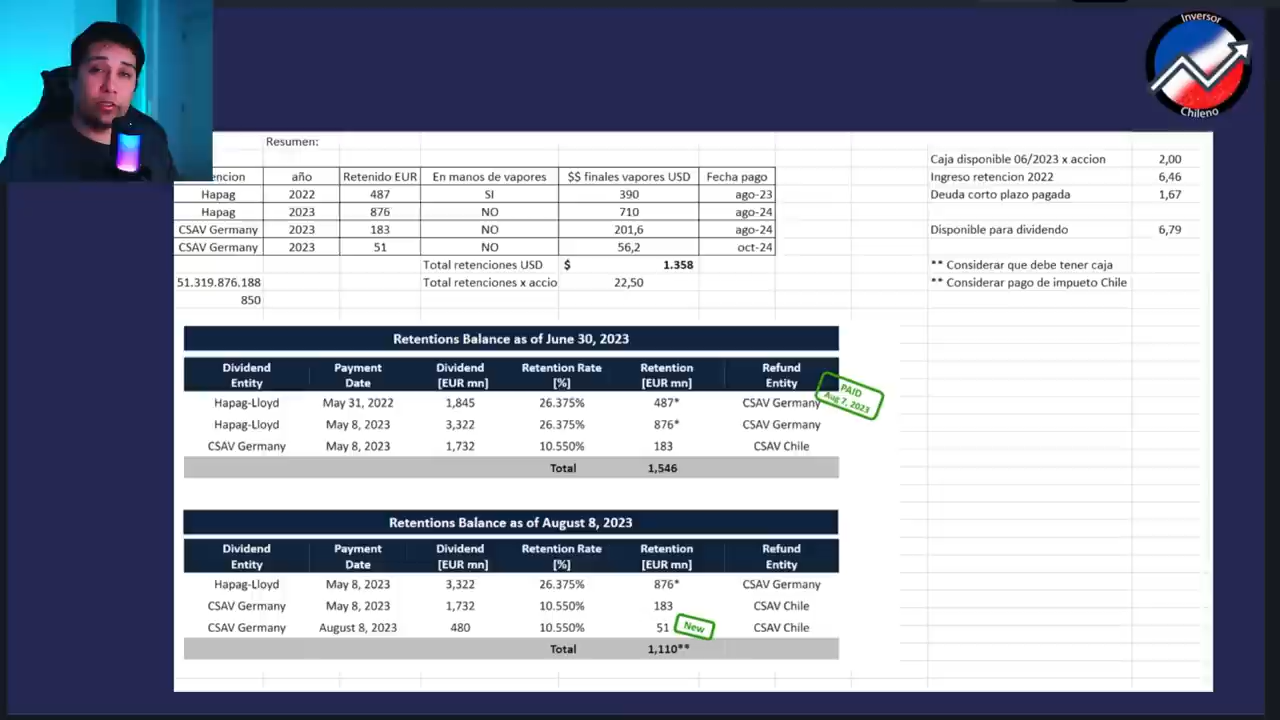 Inversor
Chileno
Resumen:
encion año Retenido EUR En manos de vapores $$ finales vapores USD Fecha pago
Hapag 2022 487 SI 390 ago-23
Hapag 2023 876 NO 710 ago-24
CSAV Germany 2023 183 NO 201,6 ago-24
CSAV Germany 2023 51 NO 56,2 oct-24
Total retenciones USD $ 1.358
51.319.876.188 Total retenciones x accio 22,50
850
Caja disponible 06/2023 x accion 2,00
Ingreso retencion 2022 6,46
Deuda corto plazo pagada 1,67
Disponible para dividendo 6,79
** Considerar que debe tener caja
** Considerar pago de impueto Chile
Retentions Balance as of June 30, 2023
Dividend Payment Dividend Retention Rate Retention Refund
Entity Date [EUR mn] [%] [EUR mn] Entity
Hapag-Lloyd May 31, 2022 1,845 26.375% 487* CSAV Germany
PAID
Aug 7, 2023
Hapag-Lloyd May 8, 2023 3,322 26.375% 876* CSAV Germany
CSAV Germany May 8, 2023 1,732 10.550% 183 CSAV Chile
Total 1,546
Retentions Balance as of August 8, 2023
Dividend Payment Dividend Retention Rate Retention Refund
Entity Date [EUR mn] [%] [EUR mn] Entity
Hapag-Lloyd May 8, 2023 3,322 26.375% 876* CSAV Germany
CSAV Germany May 8, 2023 1,732 10.550% 183 CSAV Chile
CSAV Germany August 8, 2023 480 10.550% 51 New CSAV Chile
Total 1,110**